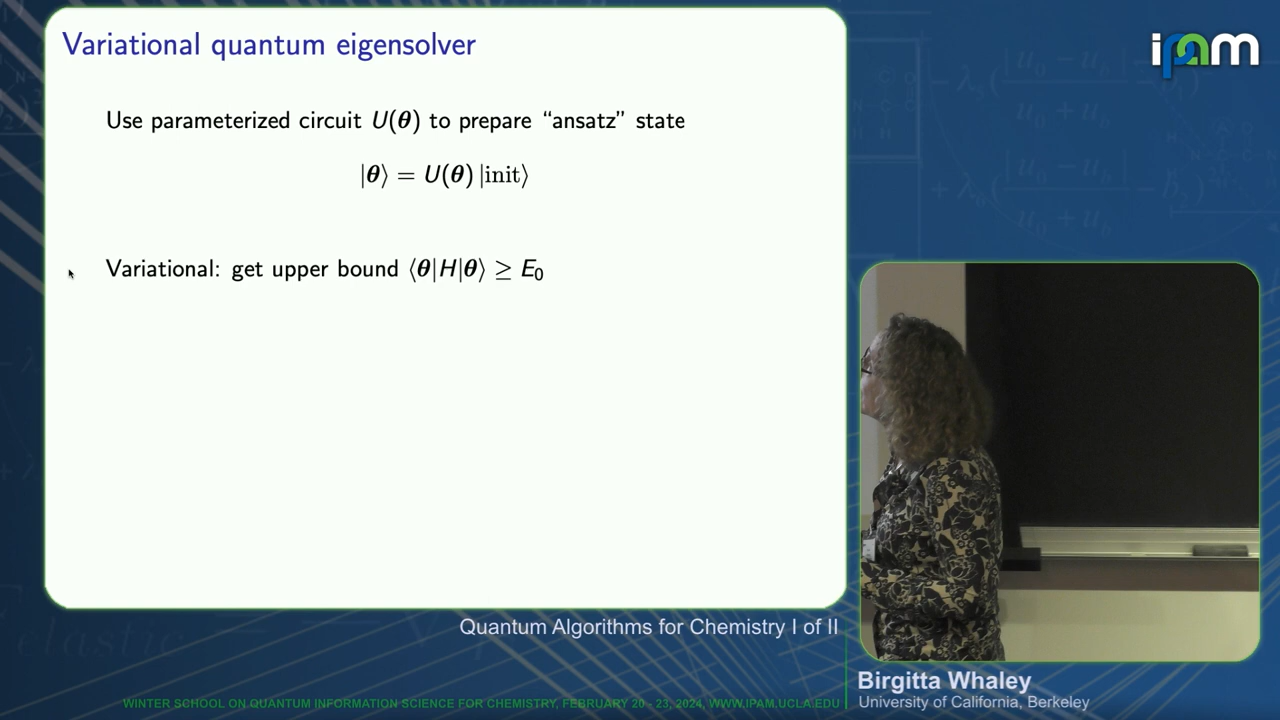 Variational quantum eigensolver
Use parameterized circuit U(θ) to prepare “ansatz” state
|θ⟩ = U(θ) |init⟩
Variational: get upper bound ⟨θ|H|θ⟩ ≥ E₀
ipam
Quantum Algorithms for Chemistry I of II
Birgitta Whaley
University of California, Berkeley
WINTER SCHOOL ON QUANTUM INFORMATION SCIENCE FOR CHEMISTRY, FEBRUARY 20 - 23, 2024, WWW.IPAM.UCLA.EDU
elastic